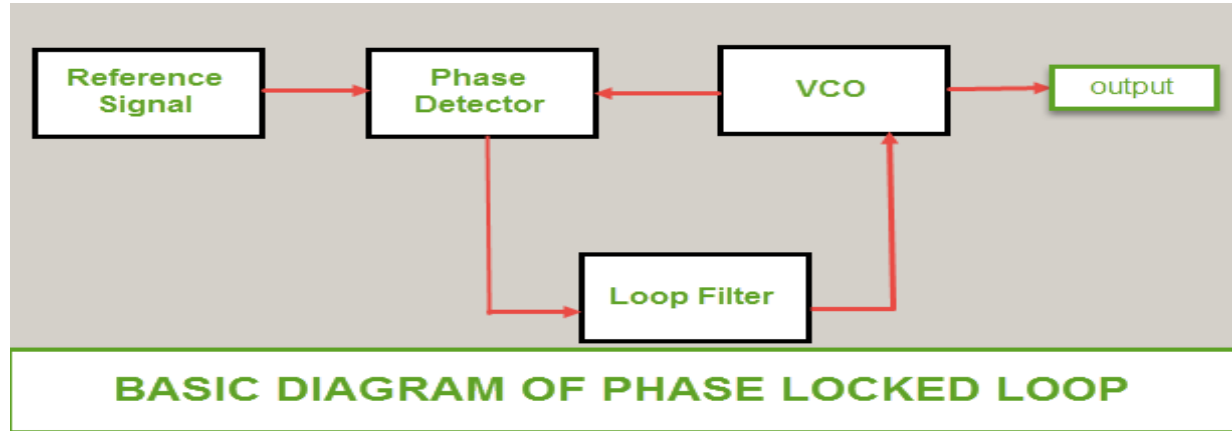 Reference
Signal
Phase
Detector
VCO
output
Loop Filter
BASIC DIAGRAM OF PHASE LOCKED LOOP